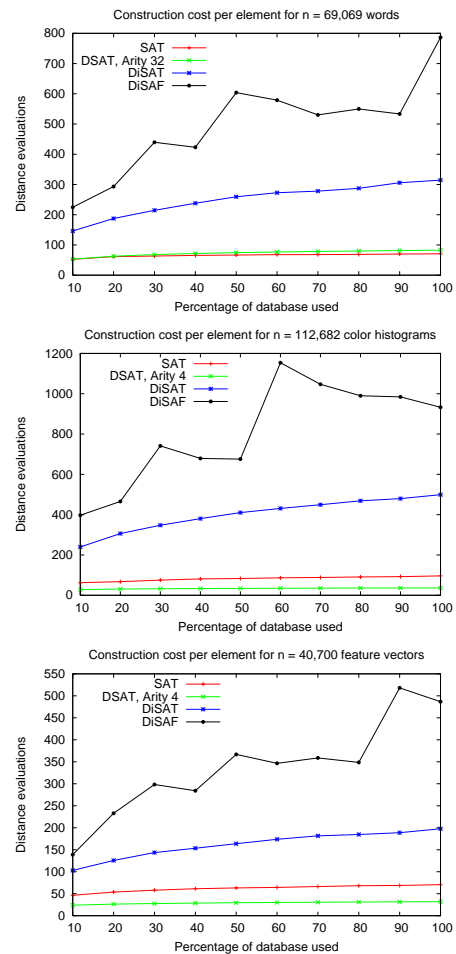 Construction cost per element for n = 69,069 words
SAT
DSAT, Arity 32
DiSAT
DiSAF
Distance evaluations
800
700
600
500
400
300
200
100
0
10 20 30 40 50 60 70 80 90 100
Percentage of database used
Construction cost per element for n = 112,682 color histograms
SAT
DSAT, Arity 4
DiSAT
DiSAF
Distance evaluations
1200
1000
800
600
400
200
0
10 20 30 40 50 60 70 80 90 100
Percentage of database used
Construction cost per element for n = 40,700 feature vectors
SAT
DSAT, Arity 4
DiSAT
DiSAF
Distance evaluations
550
500
450
400
350
300
250
200
150
100
50
0
10 20 30 40 50 60 70 80 90 100
Percentage of database used